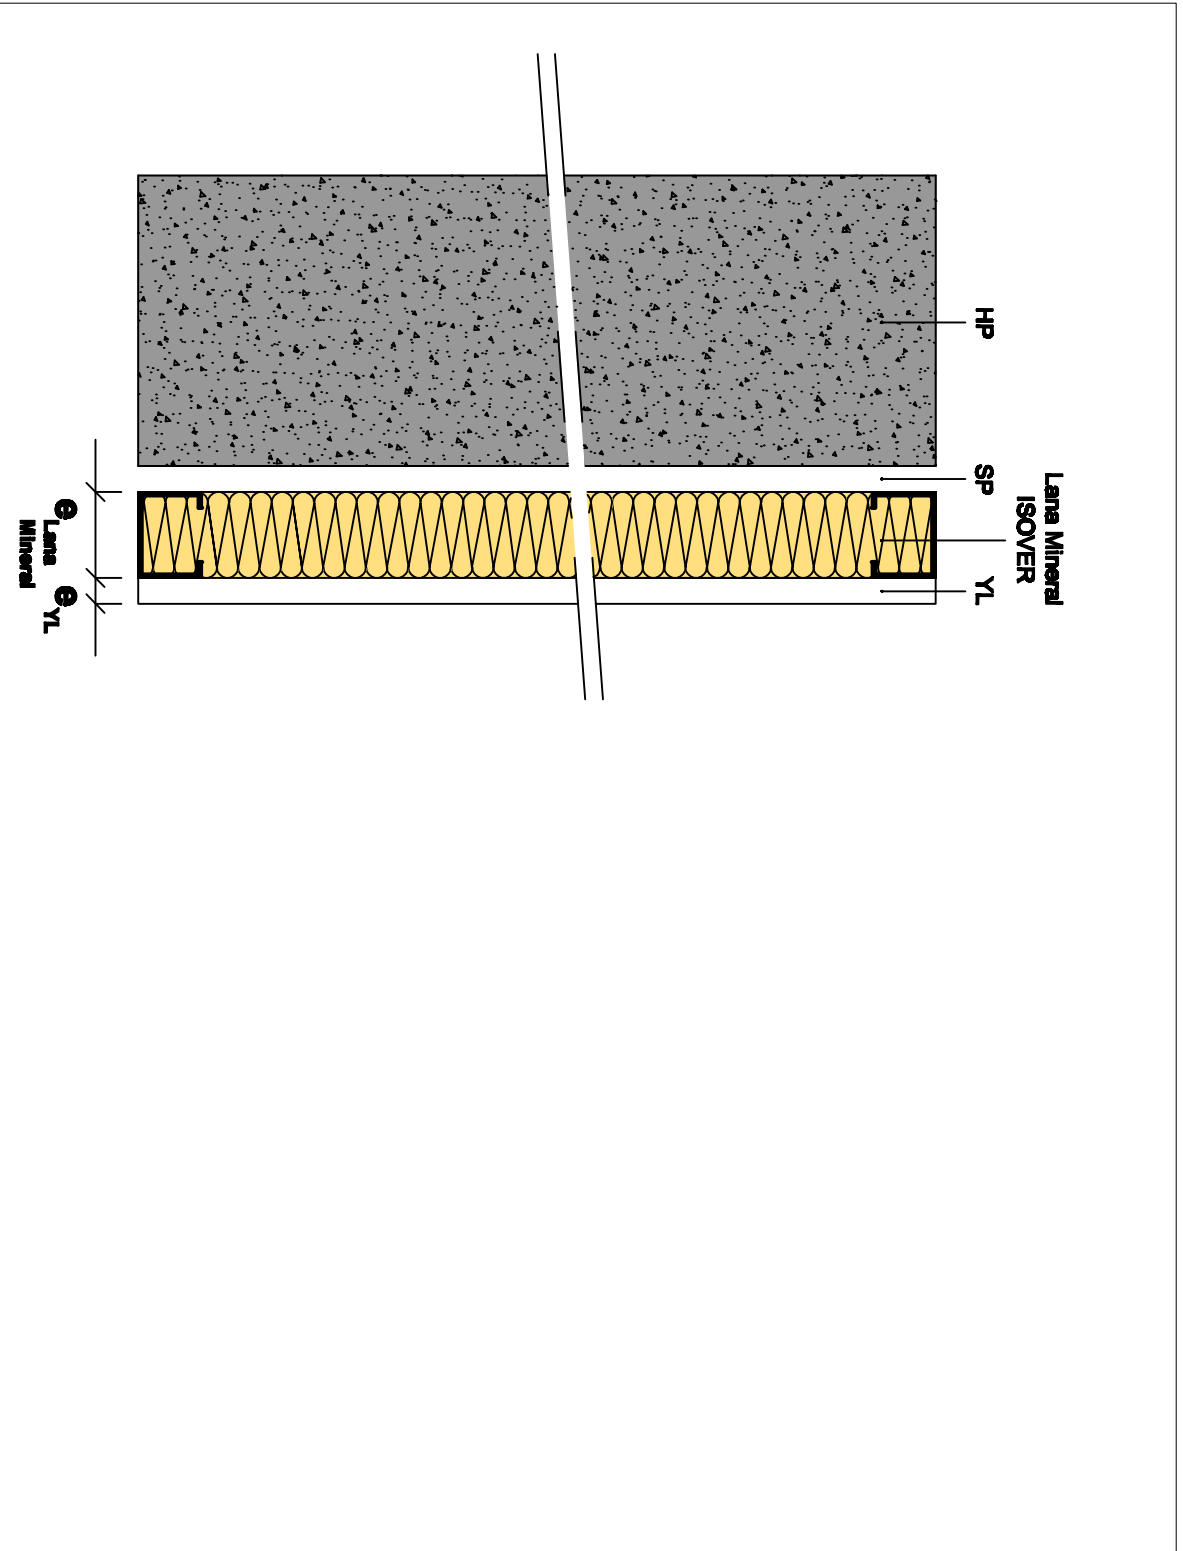 HP
SP
Lana Mineral
ISOVER
YL
e Lana
Mineral
e YL